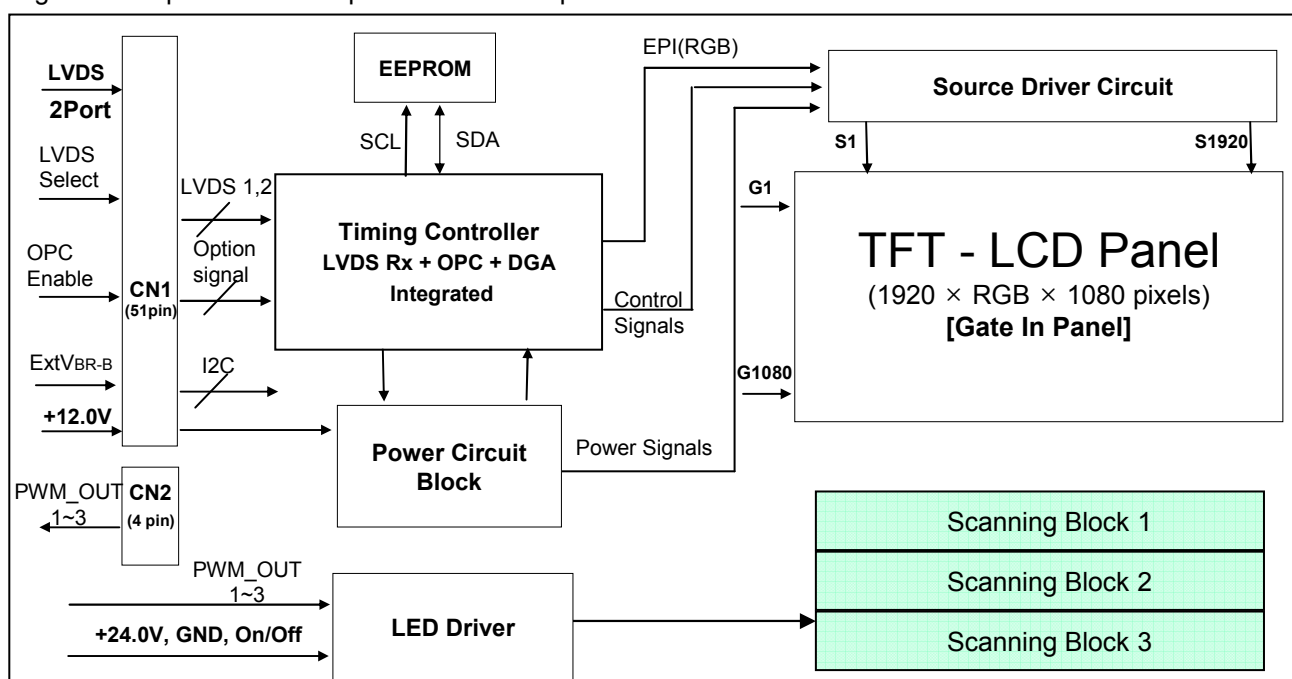 EPI(RGB)
EEPROM
Source Driver Circuit
LVDS
2Port
SCL
SDA
S1
S1920
LVDS
Select
LVDS 1,2
G1
Timing Controller
LVDS Rx + OPC + DGA
Integrated
TFT - LCD Panel
(1920 × RGB × 1080 pixels)
[Gate In Panel]
OPC
Enable
Option
signal
CN1
(51pin)
Control
Signals
ExtVBR-B
I2C
G1080
+12.0V
Power Circuit
Block
Power Signals
PWM_OUT
1~3
CN2
(4 pin)
Scanning Block 1
PWM_OUT
1~3
Scanning Block 2
+24.0V, GND, On/Off
LED Driver
Scanning Block 3